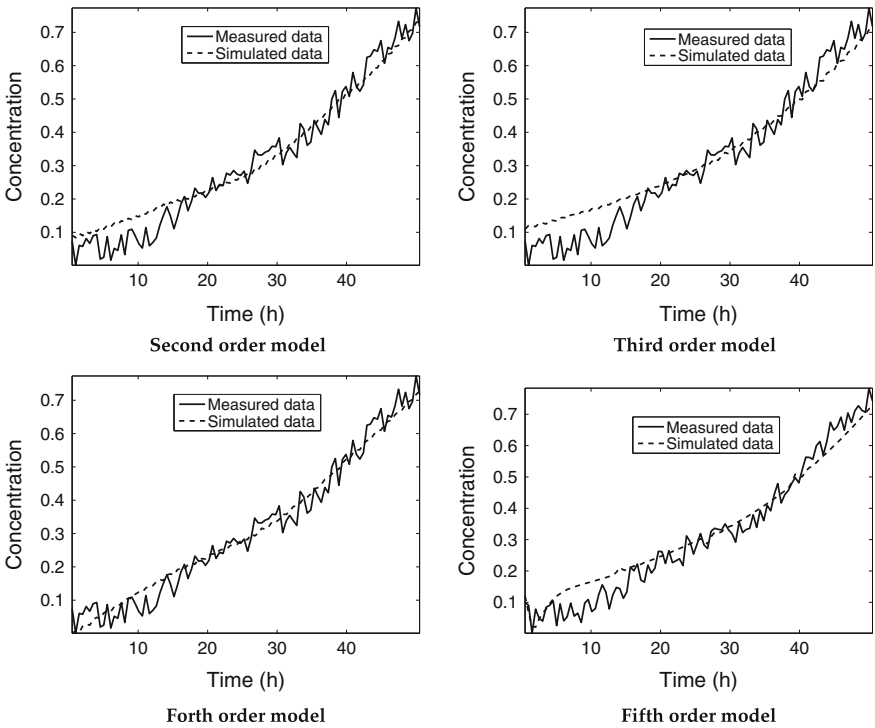 Concentration
0.7
0.6
0.5
0.4
0.3
0.2
0.1
Measured data
Simulated data
10 20 30 40
Time (h)
Second order model
Concentration
0.7
0.6
0.5
0.4
0.3
0.2
0.1
Measured data
Simulated data
10 20 30 40
Time (h)
Third order model
Concentration
0.7
0.6
0.5
0.4
0.3
0.2
0.1
Measured data
Simulated data
10 20 30 40
Time (h)
Forth order model
Concentration
0.7
0.6
0.5
0.4
0.3
0.2
0.1
Measured data
Simulated data
10 20 30 40
Time (h)
Fifth order model